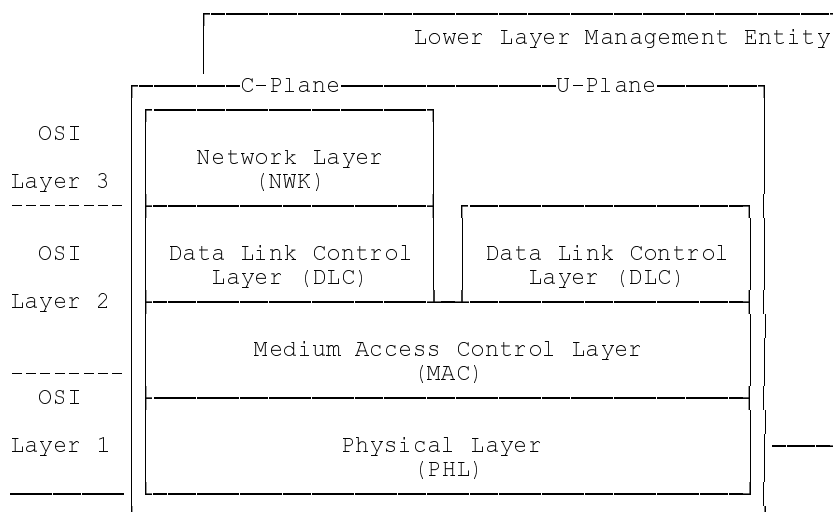 Lower Layer Management Entity
C-Plane U-Plane
OSI
Network Layer
Layer 3 (NWK)
OSI Data Link Control Data Link Control
Layer (DLC) Layer (DLC)
Layer 2
Medium Access Control Layer
(MAC)
OSI
Layer 1 Physical Layer
(PHL)